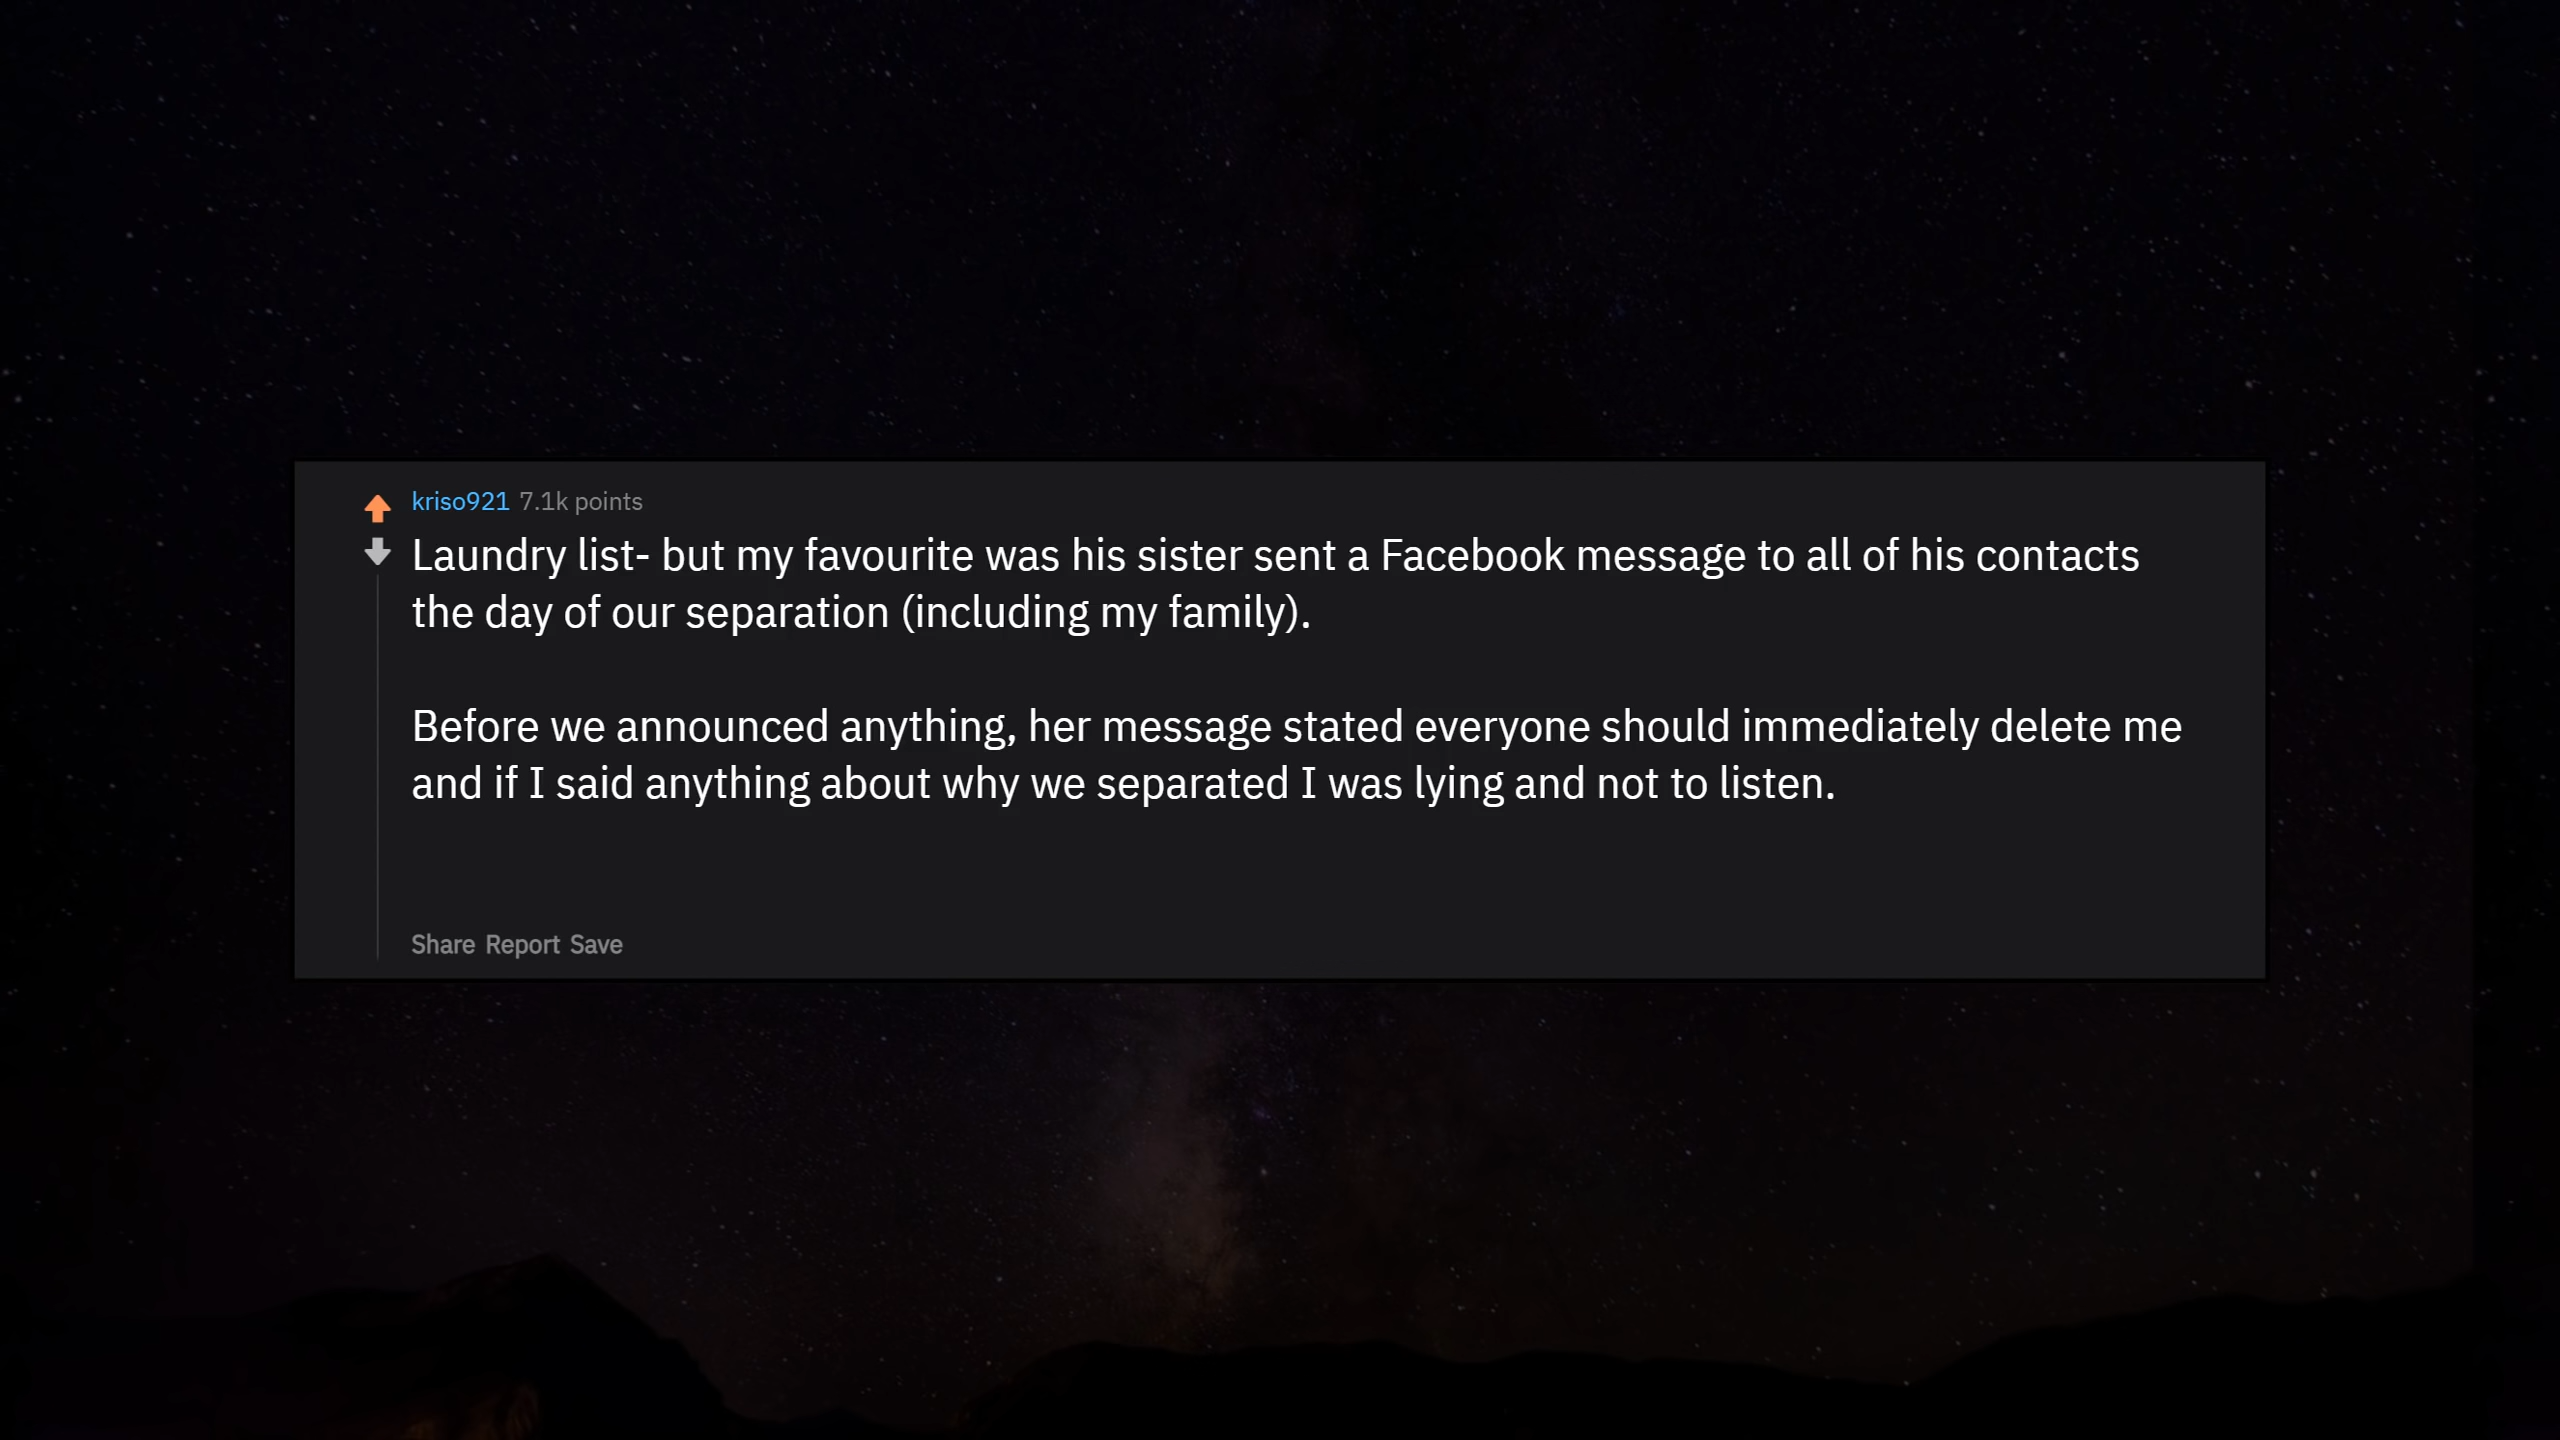 kriso921 7.1k points
Laundry list- but my favourite was his sister sent a Facebook message to all of his contacts
the day of our separation (including my family).
Before we announced anything, her message stated everyone should immediately delete me
and if I said anything about why we separated I was lying and not to listen.
Share Report Save